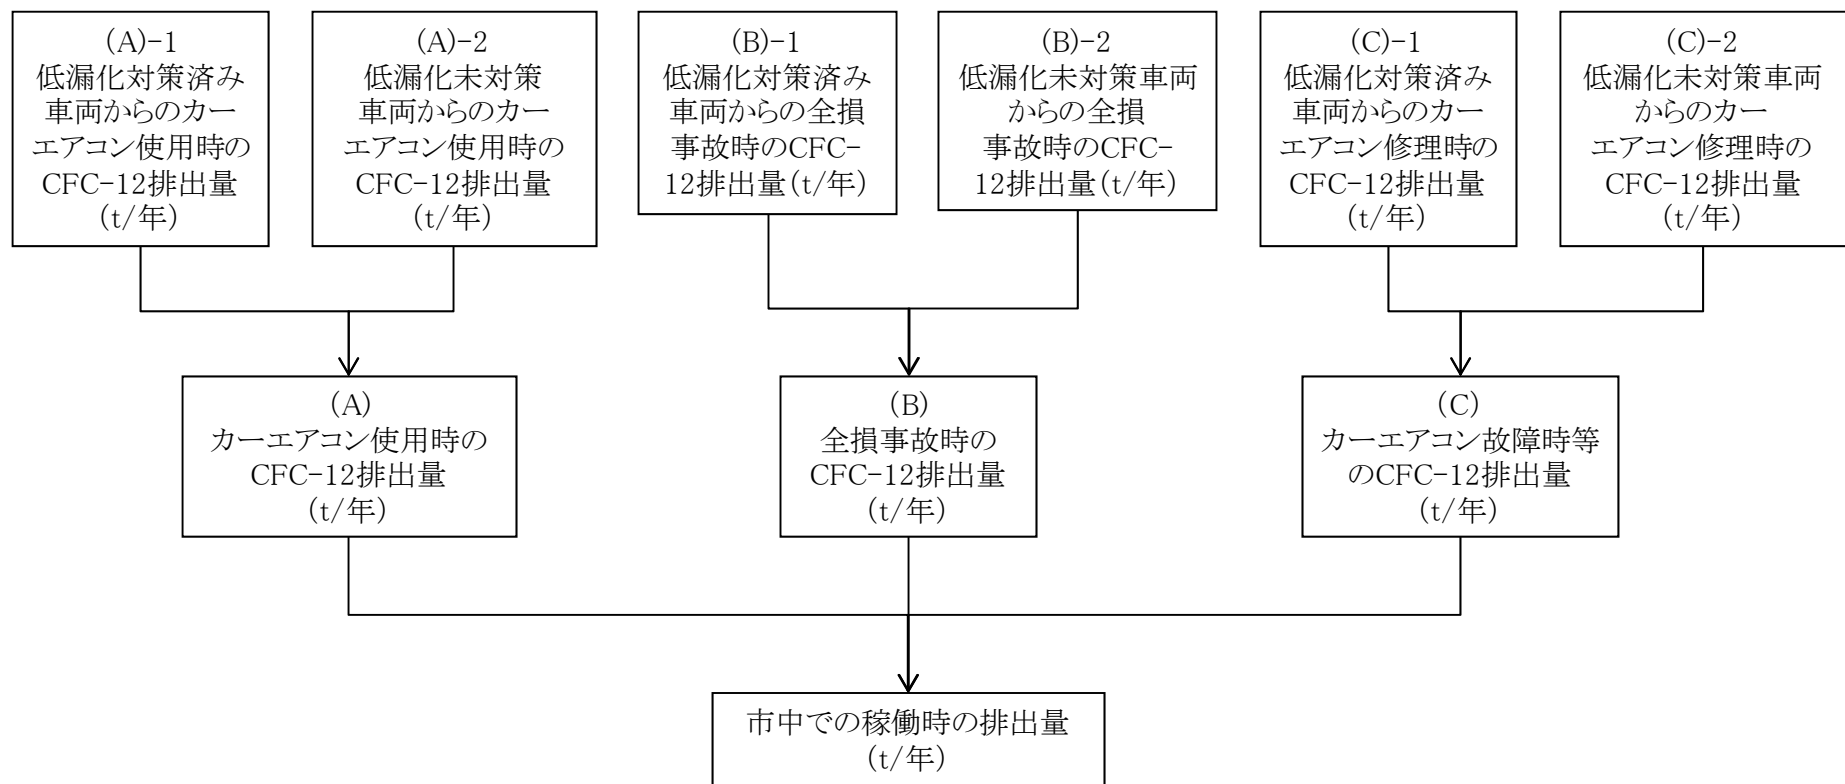 (A)-1
低漏化対策済み
車両からのカー
エアコン使用時の
CFC-12排出量
(t/年)
(A)-2
低漏化未対策
車両からのカー
エアコン使用時の
CFC-12排出量
(t/年)
(B)-1
低漏化対策済み
車両からの全損
事故時のCFC-
12排出量(t/年)
(B)-2
低漏化未対策車両
からの全損
事故時のCFC-
12排出量(t/年)
(C)-1
低漏化対策済み
車両からのカー
エアコン修理時の
CFC-12排出量
(t/年)
(C)-2
低漏化未対策車両
からのカー
エアコン修理時の
CFC-12排出量
(t/年)
(A)
カーエアコン使用時の
CFC-12排出量
(t/年)
(B)
全損事故時の
CFC-12排出量
(t/年)
(C)
カーエアコン故障時等
のCFC-12排出量
(t/年)
市中での稼働時の排出量
(t/年)